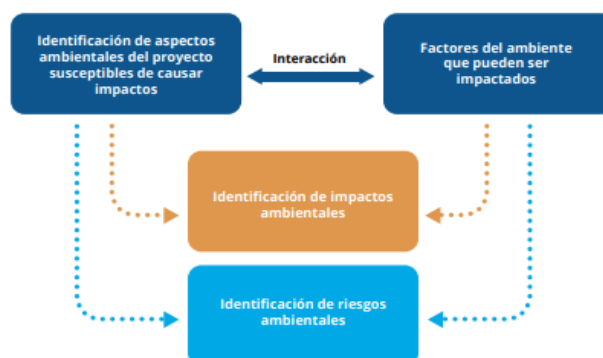 Identificación de aspectos
ambientales del proyecto
susceptibles de causar
impactos
Interacción
Factores del ambiente
que pueden ser
impactados
Identificación de impactos
ambientales
Identificación de riesgos
ambientales